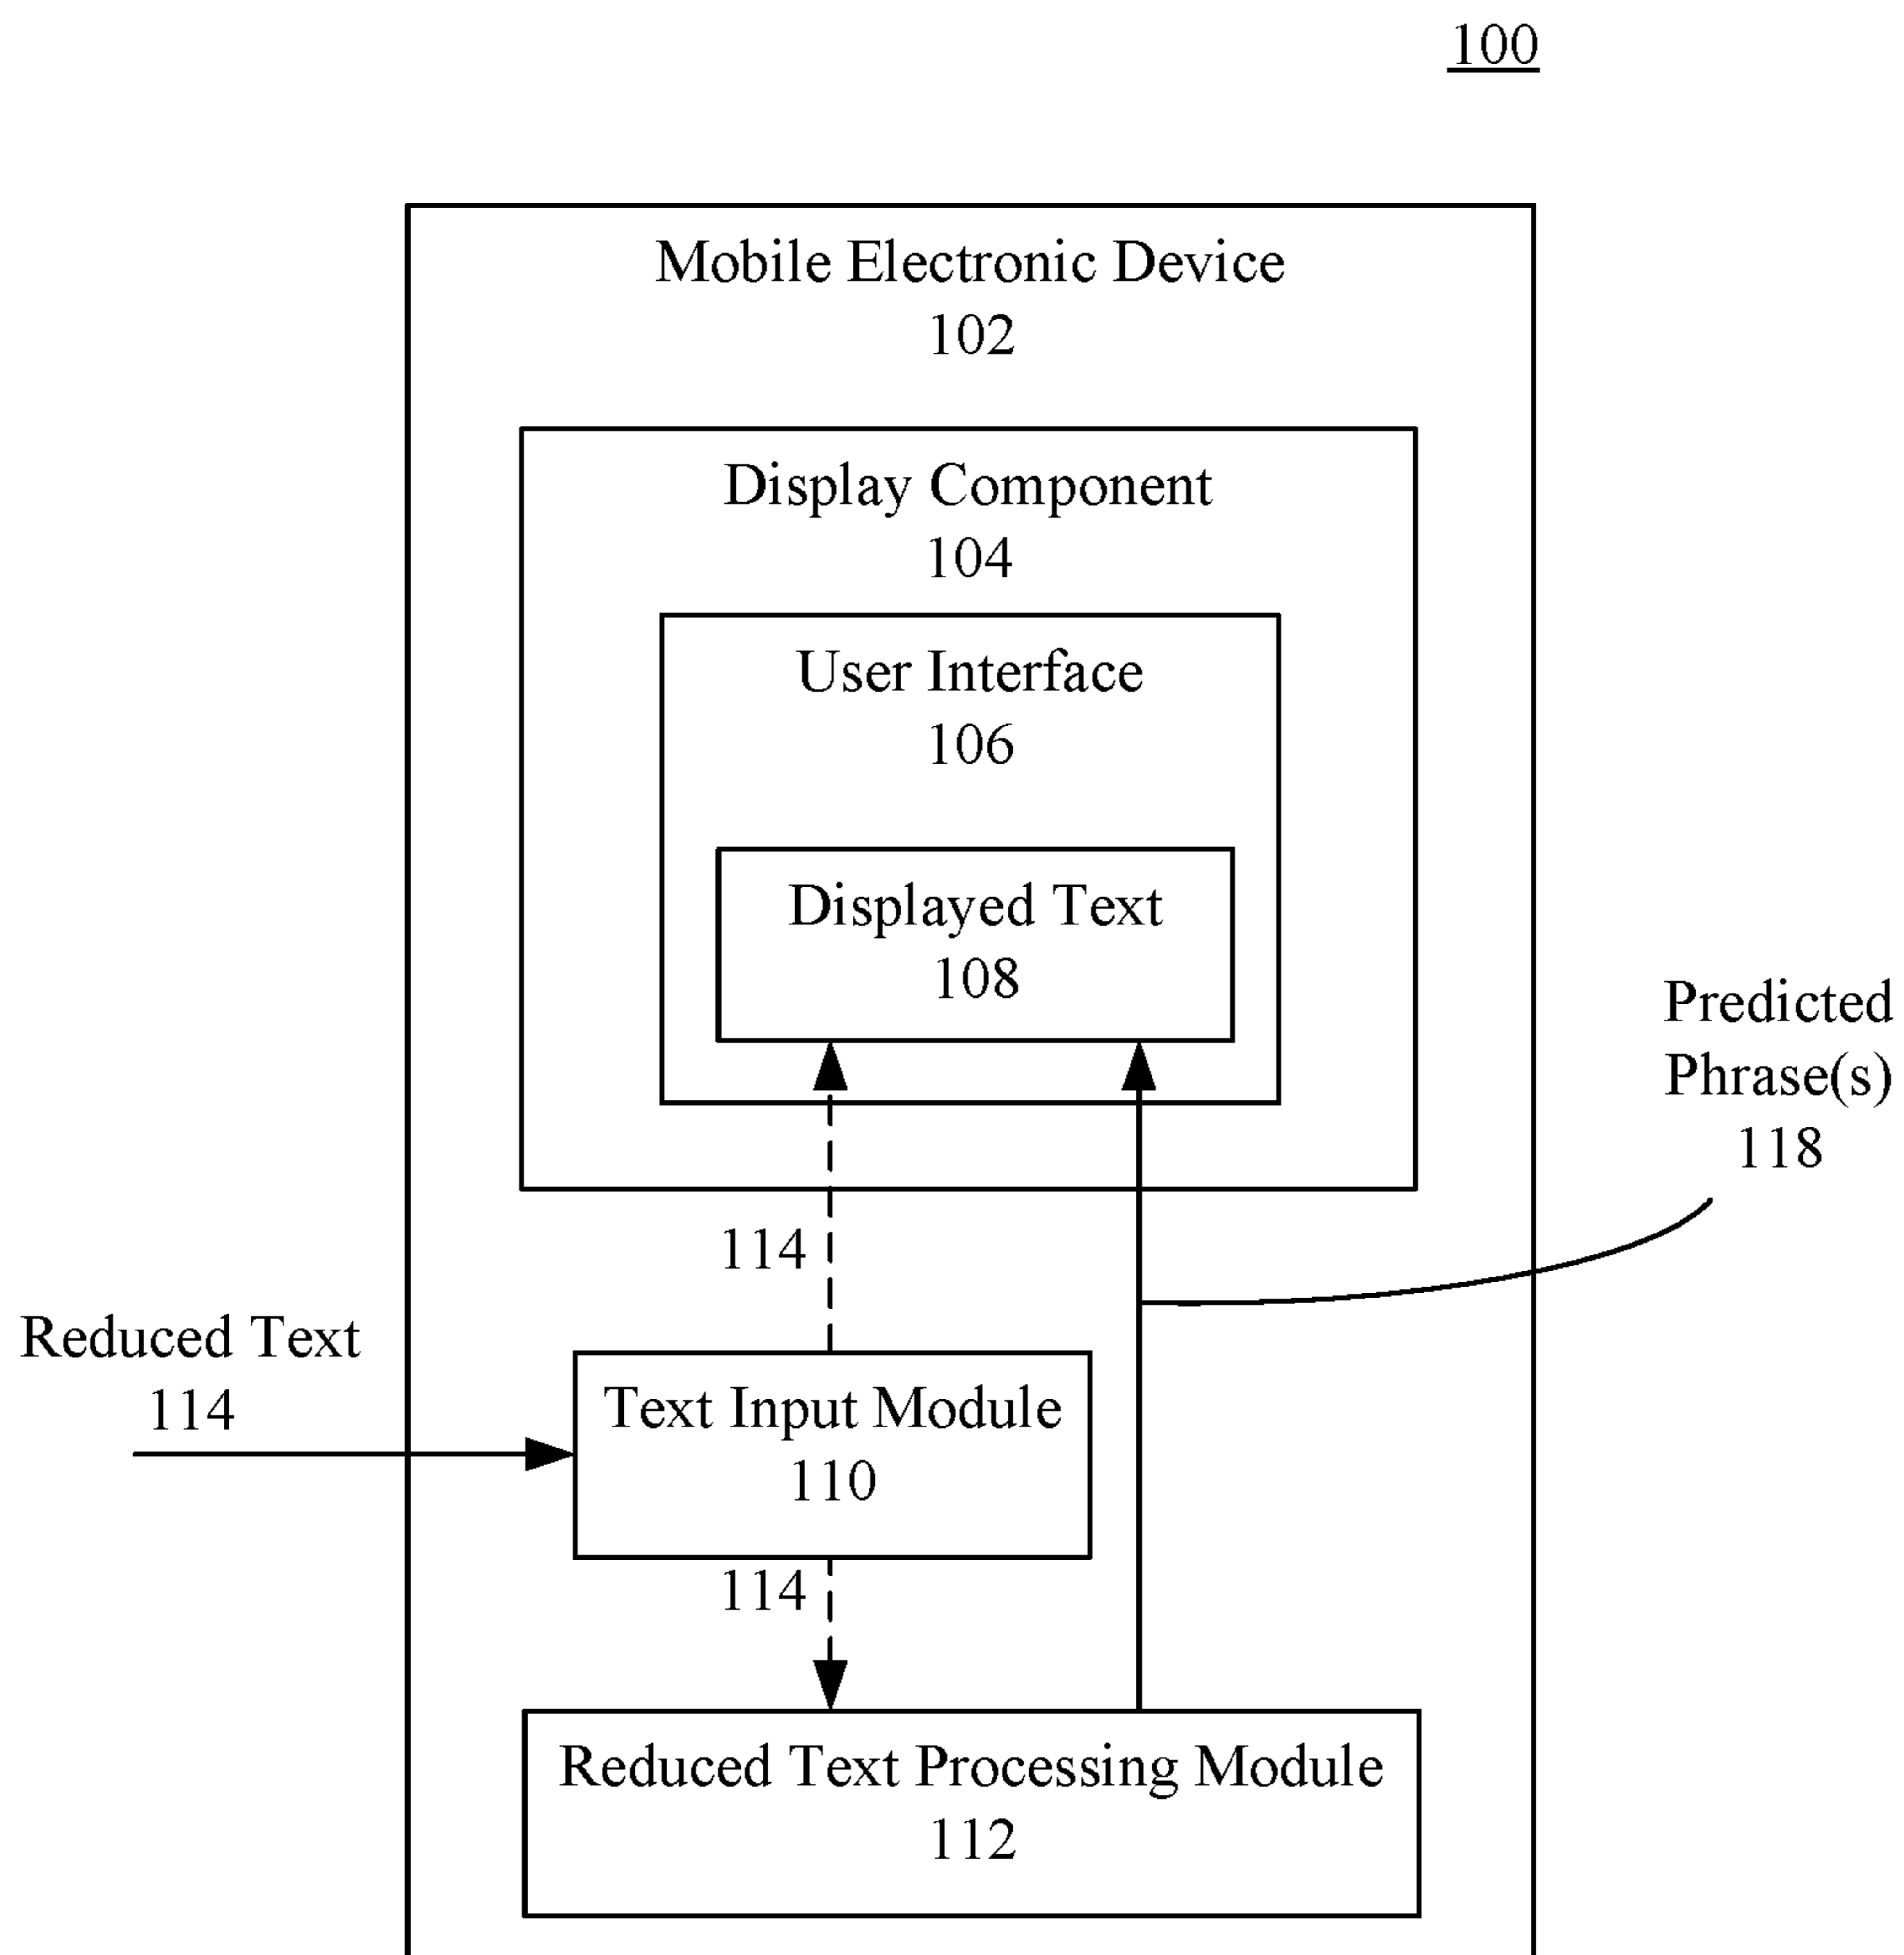 100
Mobile Electronic Device
102
Display Component
104
User Interface
106
Displayed Text
108
Predicted
Phrase(s)
118
114
Reduced Text
114
Text Input Module
110
114
Reduced Text Processing Module
112